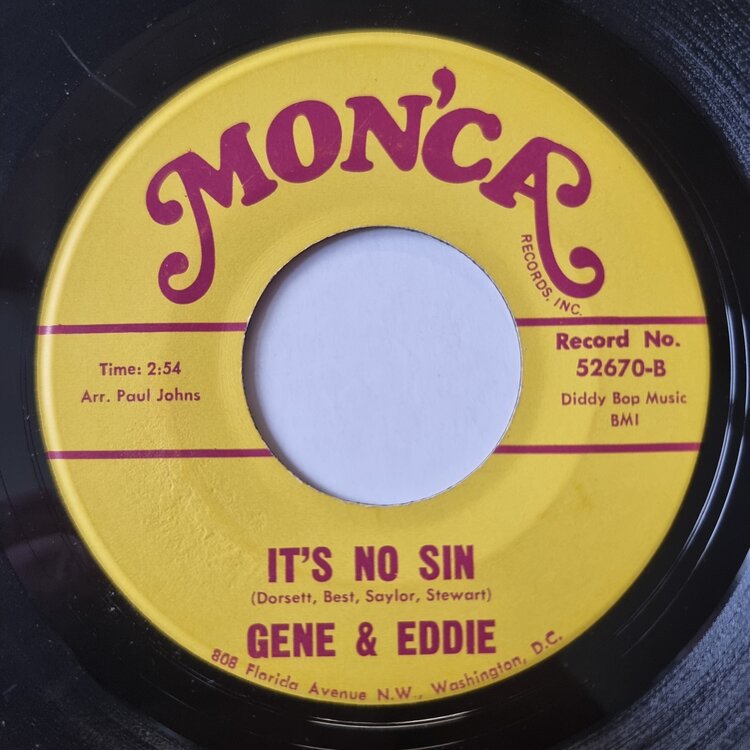 MON'CA
RECORDS, INC.
Time: 2:54
Arr. Paul Johns
Record No.
52670-B
Diddy Bop Music
BMI
IT'S NO SIN
(Dorsett, Best, Saylor, Stewart)
GENE & EDDIE
808 Florida Avenue N.W., Washington, D.C.